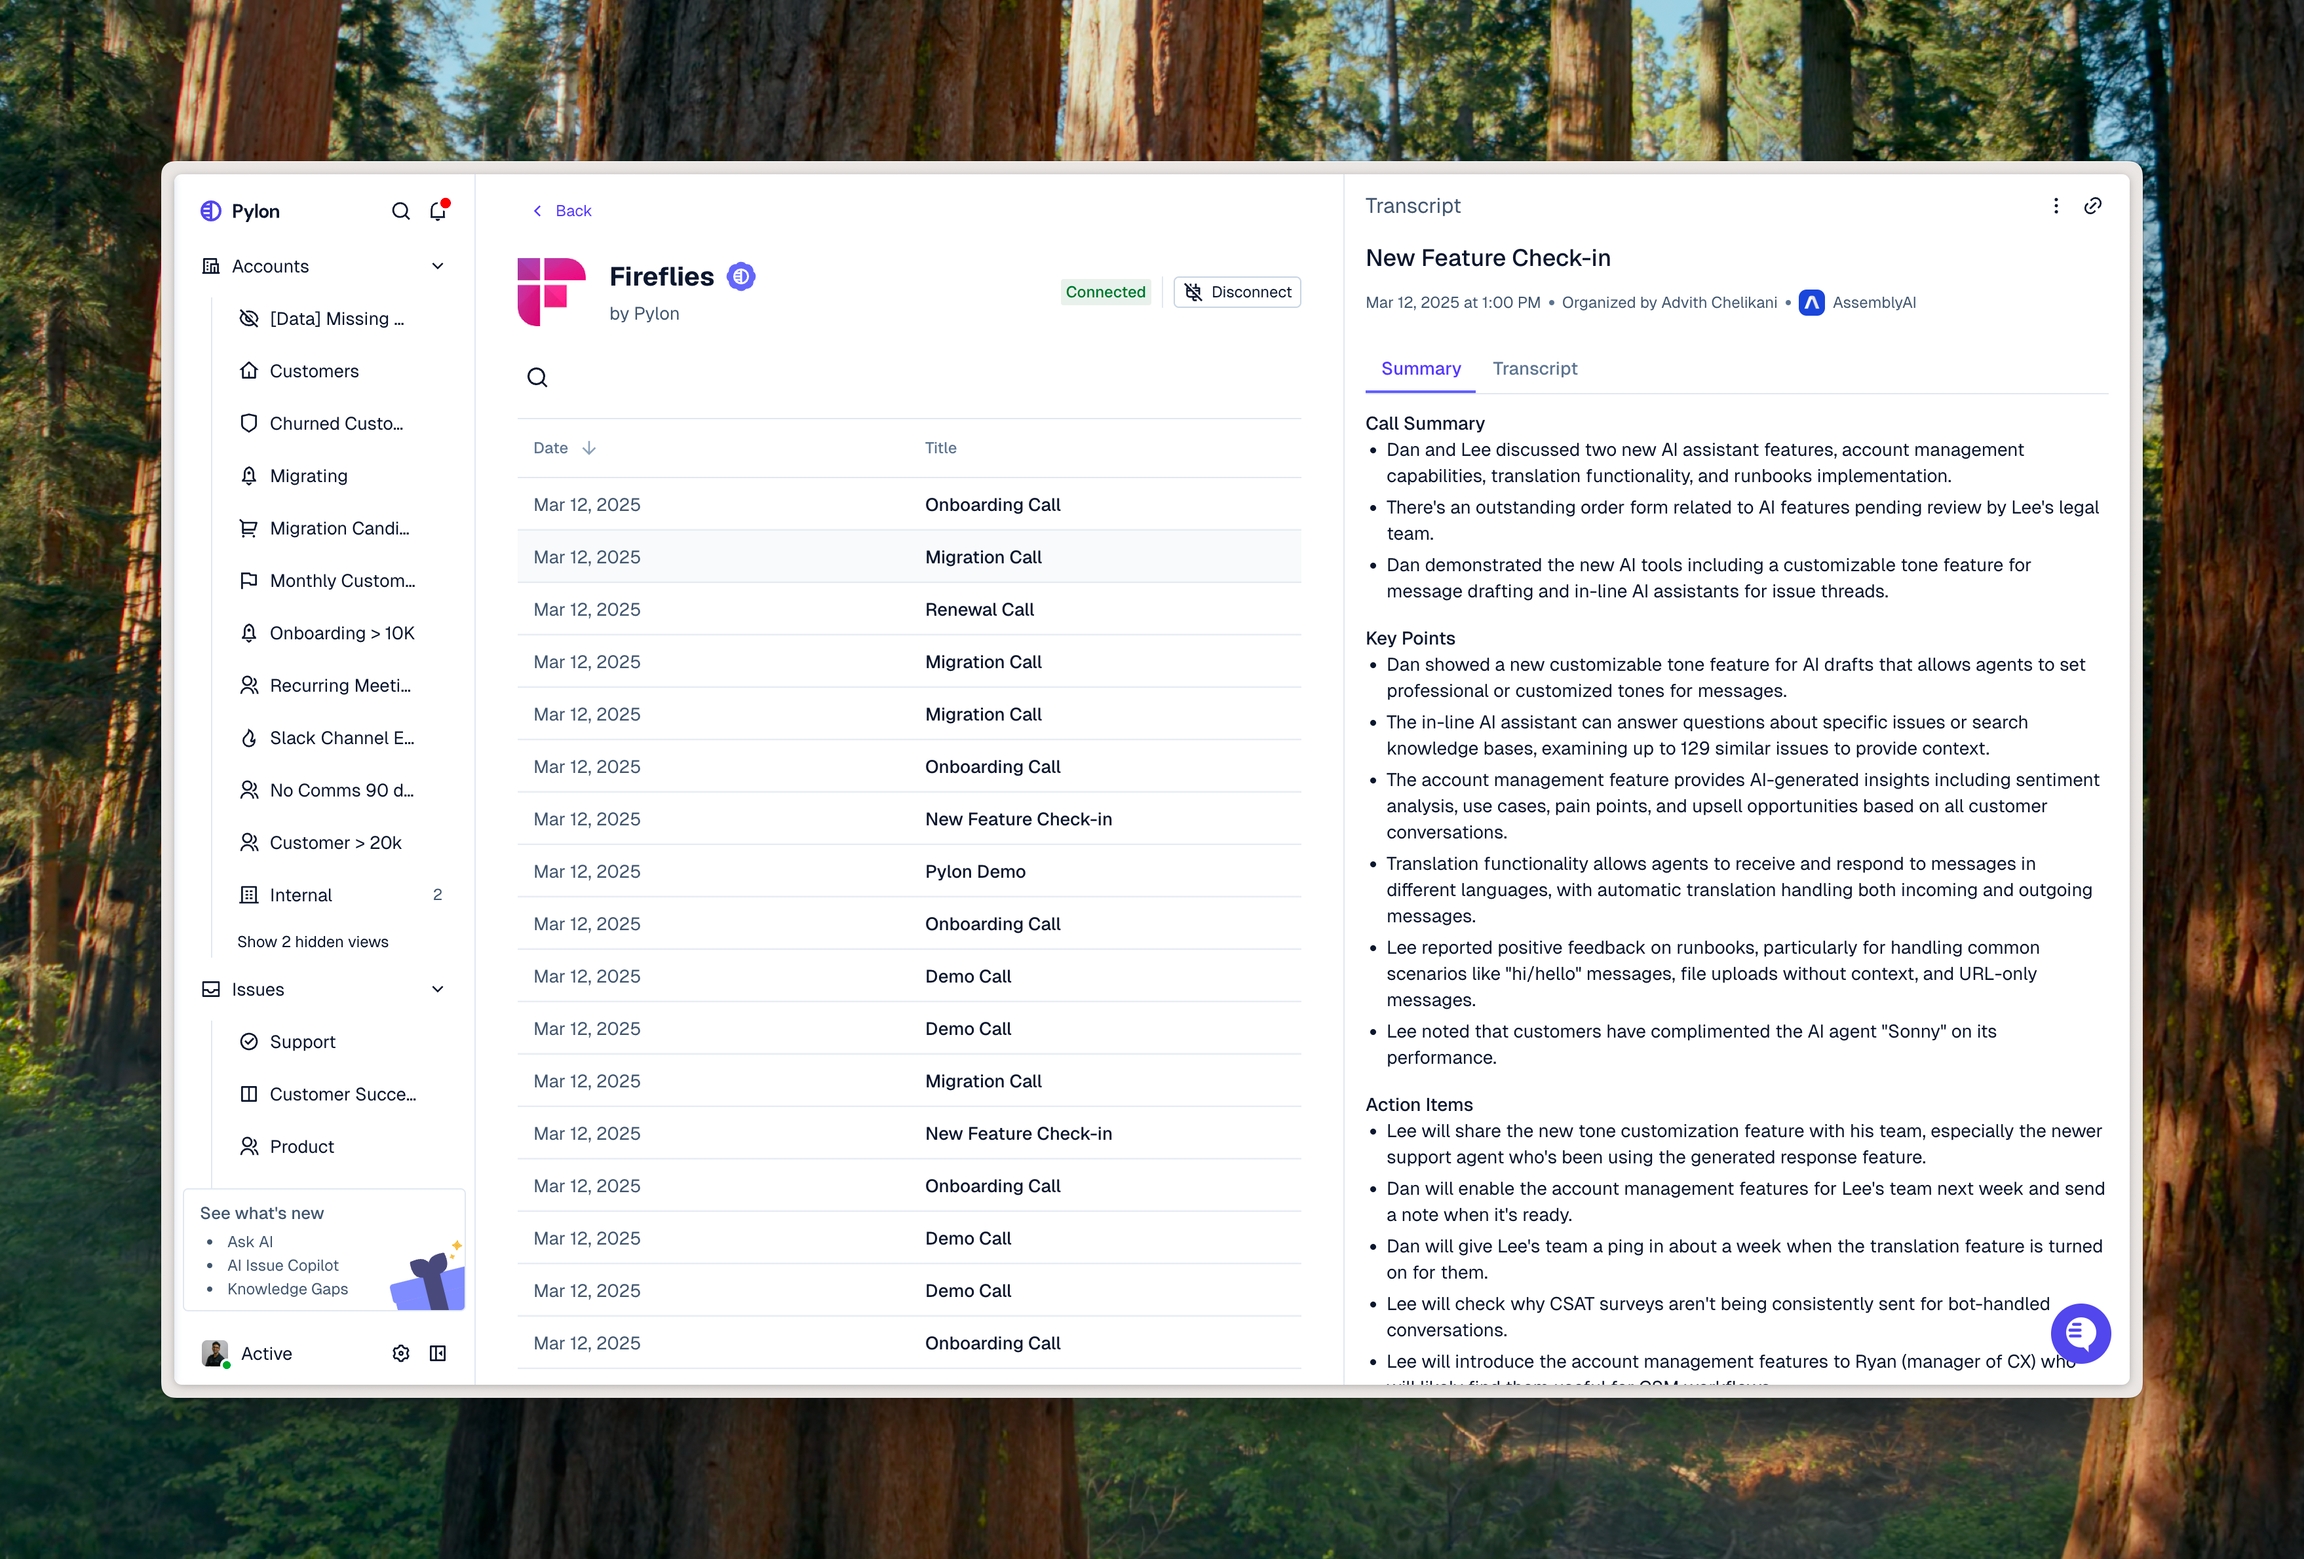 Pylon
Accounts
[Data] Missing ...
Customers
Churned Custo...
Migrating
Migration Candi...
Monthly Custom...
Onboarding > 10K
Recurring Meeti...
Slack Channel E...
No Comms 90 d...
Customer > 20k
Internal 2
Show 2 hidden views
Issues
Support
Customer Succe...
Product
See what's new
• Ask AI
• AI Issue Copilot
• Knowledge Gaps
Active
Back
Fireflies
by Pylon
Connected
Disconnect
Date Title
Mar 12, 2025 Onboarding Call
Mar 12, 2025 Migration Call
Mar 12, 2025 Renewal Call
Mar 12, 2025 Migration Call
Mar 12, 2025 Migration Call
Mar 12, 2025 Onboarding Call
Mar 12, 2025 New Feature Check-in
Mar 12, 2025 Pylon Demo
Mar 12, 2025 Onboarding Call
Mar 12, 2025 Demo Call
Mar 12, 2025 Demo Call
Mar 12, 2025 Migration Call
Mar 12, 2025 New Feature Check-in
Mar 12, 2025 Onboarding Call
Mar 12, 2025 Demo Call
Mar 12, 2025 Demo Call
Mar 12, 2025 Onboarding Call
Transcript
New Feature Check-in
Mar 12, 2025 at 1:00 PM • Organized by Advith Chelikani • AssemblyAI
Summary Transcript
Call Summary
• Dan and Lee discussed two new AI assistant features, account management
capabilities, translation functionality, and runbooks implementation.
• There's an outstanding order form related to AI features pending review by Lee's legal
team.
• Dan demonstrated the new AI tools including a customizable tone feature for
message drafting and in-line AI assistants for issue threads.
Key Points
• Dan showed a new customizable tone feature for AI drafts that allows agents to set
professional or customized tones for messages.
• The in-line AI assistant can answer questions about specific issues or search
knowledge bases, examining up to 129 similar issues to provide context.
• The account management feature provides AI-generated insights including sentiment
analysis, use cases, pain points, and upsell opportunities based on all customer
conversations.
• Translation functionality allows agents to receive and respond to messages in
different languages, with automatic translation handling both incoming and outgoing
messages.
• Lee reported positive feedback on runbooks, particularly for handling common
scenarios like "hi/hello" messages, file uploads without context, and URL-only
messages.
• Lee noted that customers have complimented the AI agent "Sonny" on its
performance.
Action Items
• Lee will share the new tone customization feature with his team, especially the newer
support agent who's been using the generated response feature.
• Dan will enable the account management features for Lee's team next week and send
a note when it's ready.
• Dan will give Lee's team a ping in about a week when the translation feature is turned
on for them.
• Lee will check why CSAT surveys aren't being consistently sent for bot-handled
conversations.
• Lee will introduce the account management features to Ryan (manager of CX) who
will likely find them useful for CSM workflows.